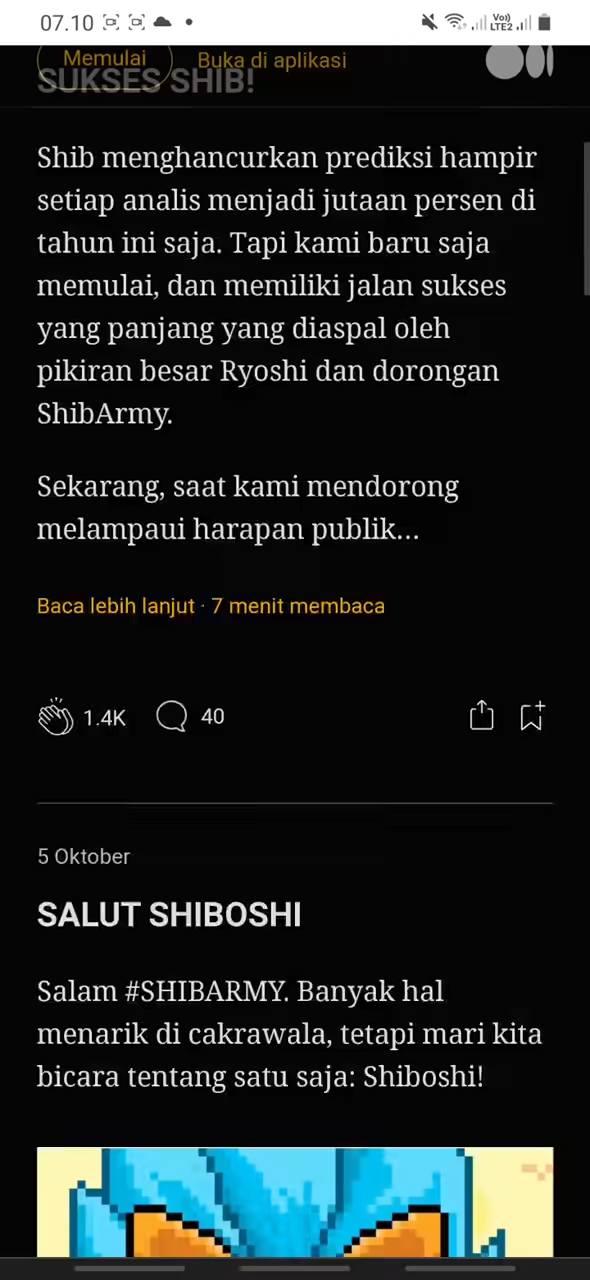 07.10
Vo)) LTE2
Memulai
Buka di aplikasi
SUKSES SHIB!
Shib menghancurkan prediksi hampir
setiap analis menjadi jutaan persen di
tahun ini saja. Tapi kami baru saja
memulai, dan memiliki jalan sukses
yang panjang yang diaspal oleh
pikiran besar Ryoshi dan dorongan
ShibArmy.
Sekarang, saat kami mendorong
melampaui harapan publik...
Baca lebih lanjut · 7 menit membaca
1.4K
40
5 Oktober
SALUT SHIBOSHI
Salam #SHIBARMY. Banyak hal
menarik di cakrawala, tetapi mari kita
bicara tentang satu saja: Shiboshi!